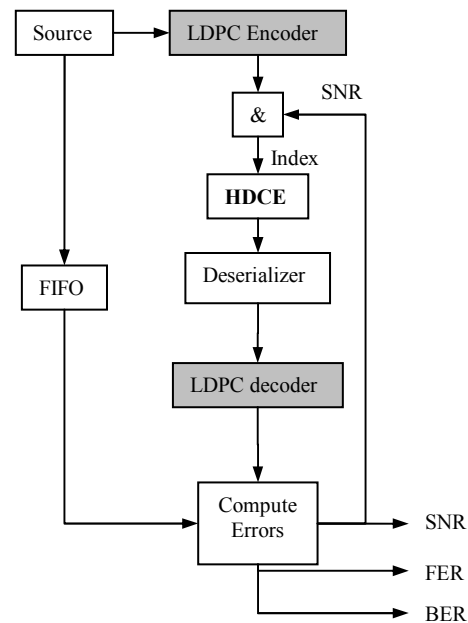 Source
LDPC Encoder
SNR
&
Index
HDCE
Deserializer
FIFO
LDPC decoder
Compute
Errors
SNR
FER
BER